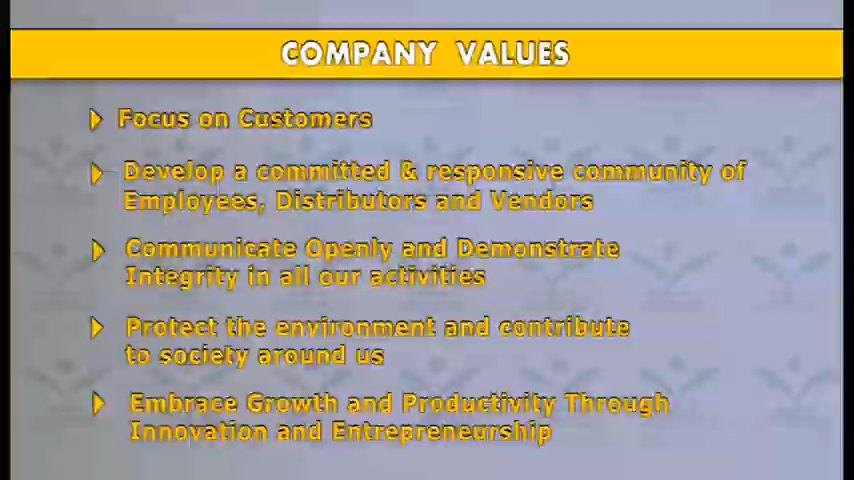 COMPANY VALUES
Focus on Customers
Develop a committed & responsive community of
Employees, Distributors and Vendors
Communicate Openly and Demonstrate
Integrity in all our activities
Protect the environment and contribute
to society around us
Embrace Growth and Productivity Through
Innovation and Entrepreneurship